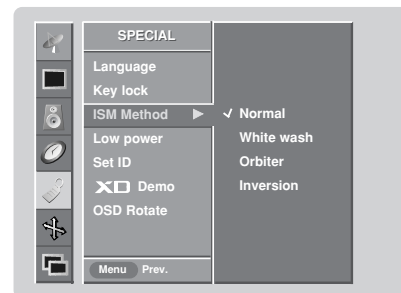 SPECIAL
Language
Key lock
ISM Method ▶
Low power
Set ID
XD Demo
OSD Rotate
Menu Prev.
✓ Normal
White wash
Orbiter
Inversion